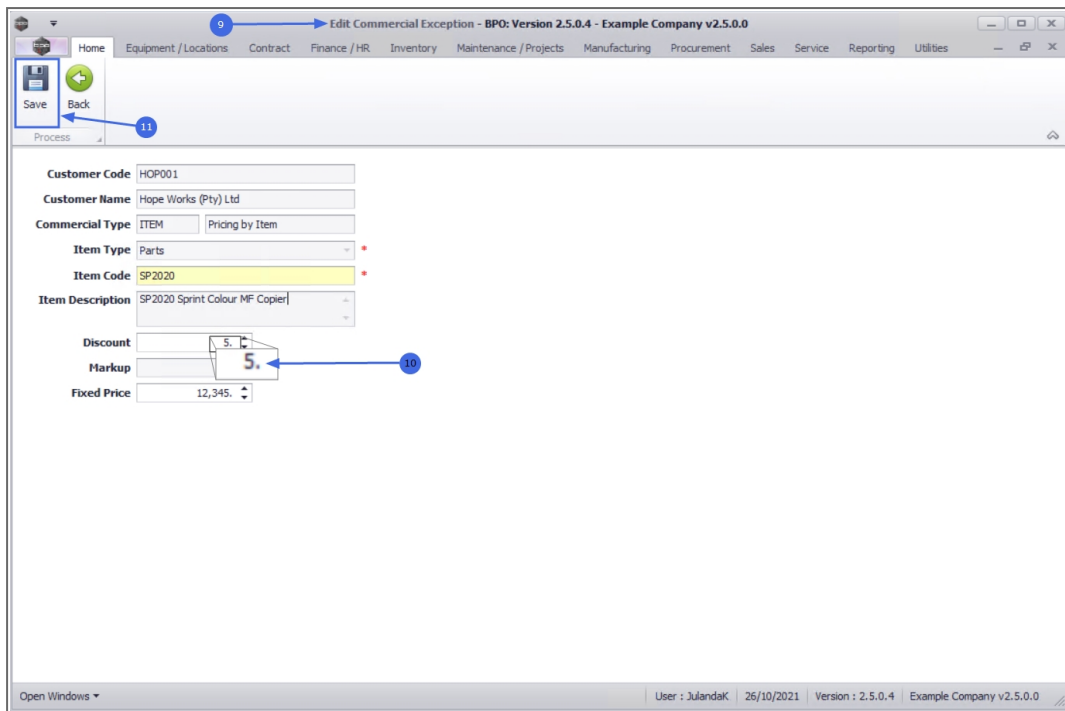 9
Edit Commercial Exception - BPO: Version 2.5.0.4 - Example Company v2.5.0.0
bpo Home Equipment / Locations Contract Finance / HR Inventory Maintenance / Projects Manufacturing Procurement Sales Service Reporting Utilities
Save Back
11
Process
Customer Code HOP001
Customer Name Hope Works (Pty) Ltd
Commercial Type ITEM Pricing by Item
Item Type Parts *
Item Code SP2020 *
Item Description SP2020 Sprint Colour MF Copier
Discount 5.
5. 10
Markup
Fixed Price 12,345.
Open Windows User : JulandaK 26/10/2021 Version : 2.5.0.4 Example Company v2.5.0.0